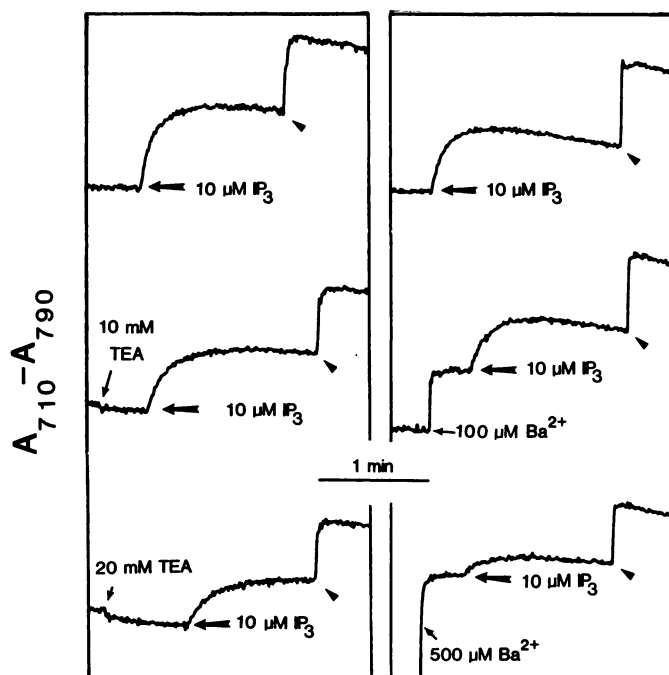 A710 – A790
10 µM IP3
10 mM
TEA
10 µM IP3
20 mM TEA
10 µM IP3
10 µM IP3
10 µM IP3
100 µM Ba2+
1 min
10 µM IP3
500 µM Ba2+